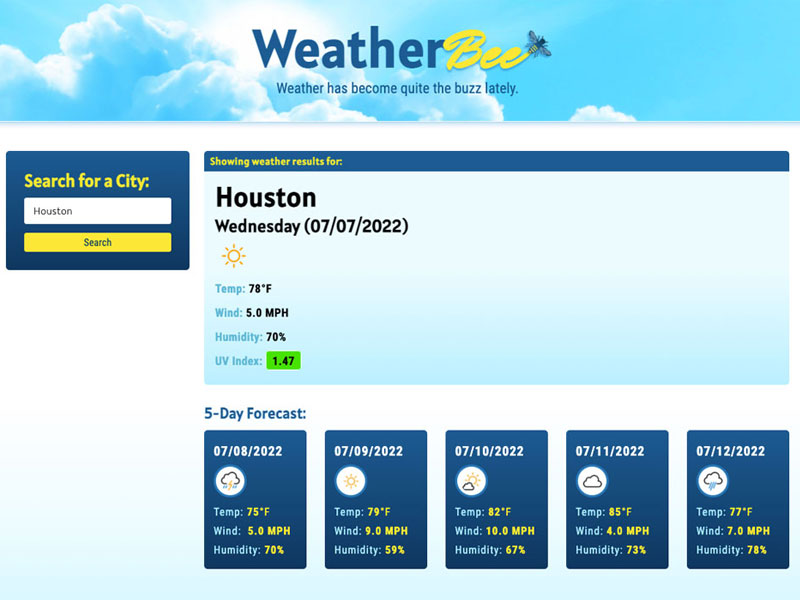 WeatherBee
Weather has become quite the buzz lately.
Search for a City:
Houston
Search
Showing weather results for:
Houston
Wednesday (07/07/2022)
Temp: 78°F
Wind: 5.0 MPH
Humidity: 70%
UV Index: 1.47
5-Day Forecast:
07/08/2022
Temp: 75°F
Wind: 5.0 MPH
Humidity: 70%
07/09/2022
Temp: 79°F
Wind: 9.0 MPH
Humidity: 59%
07/10/2022
Temp: 82°F
Wind: 10.0 MPH
Humidity: 67%
07/11/2022
Temp: 85°F
Wind: 4.0 MPH
Humidity: 73%
07/12/2022
Temp: 77°F
Wind: 7.0 MPH
Humidity: 78%